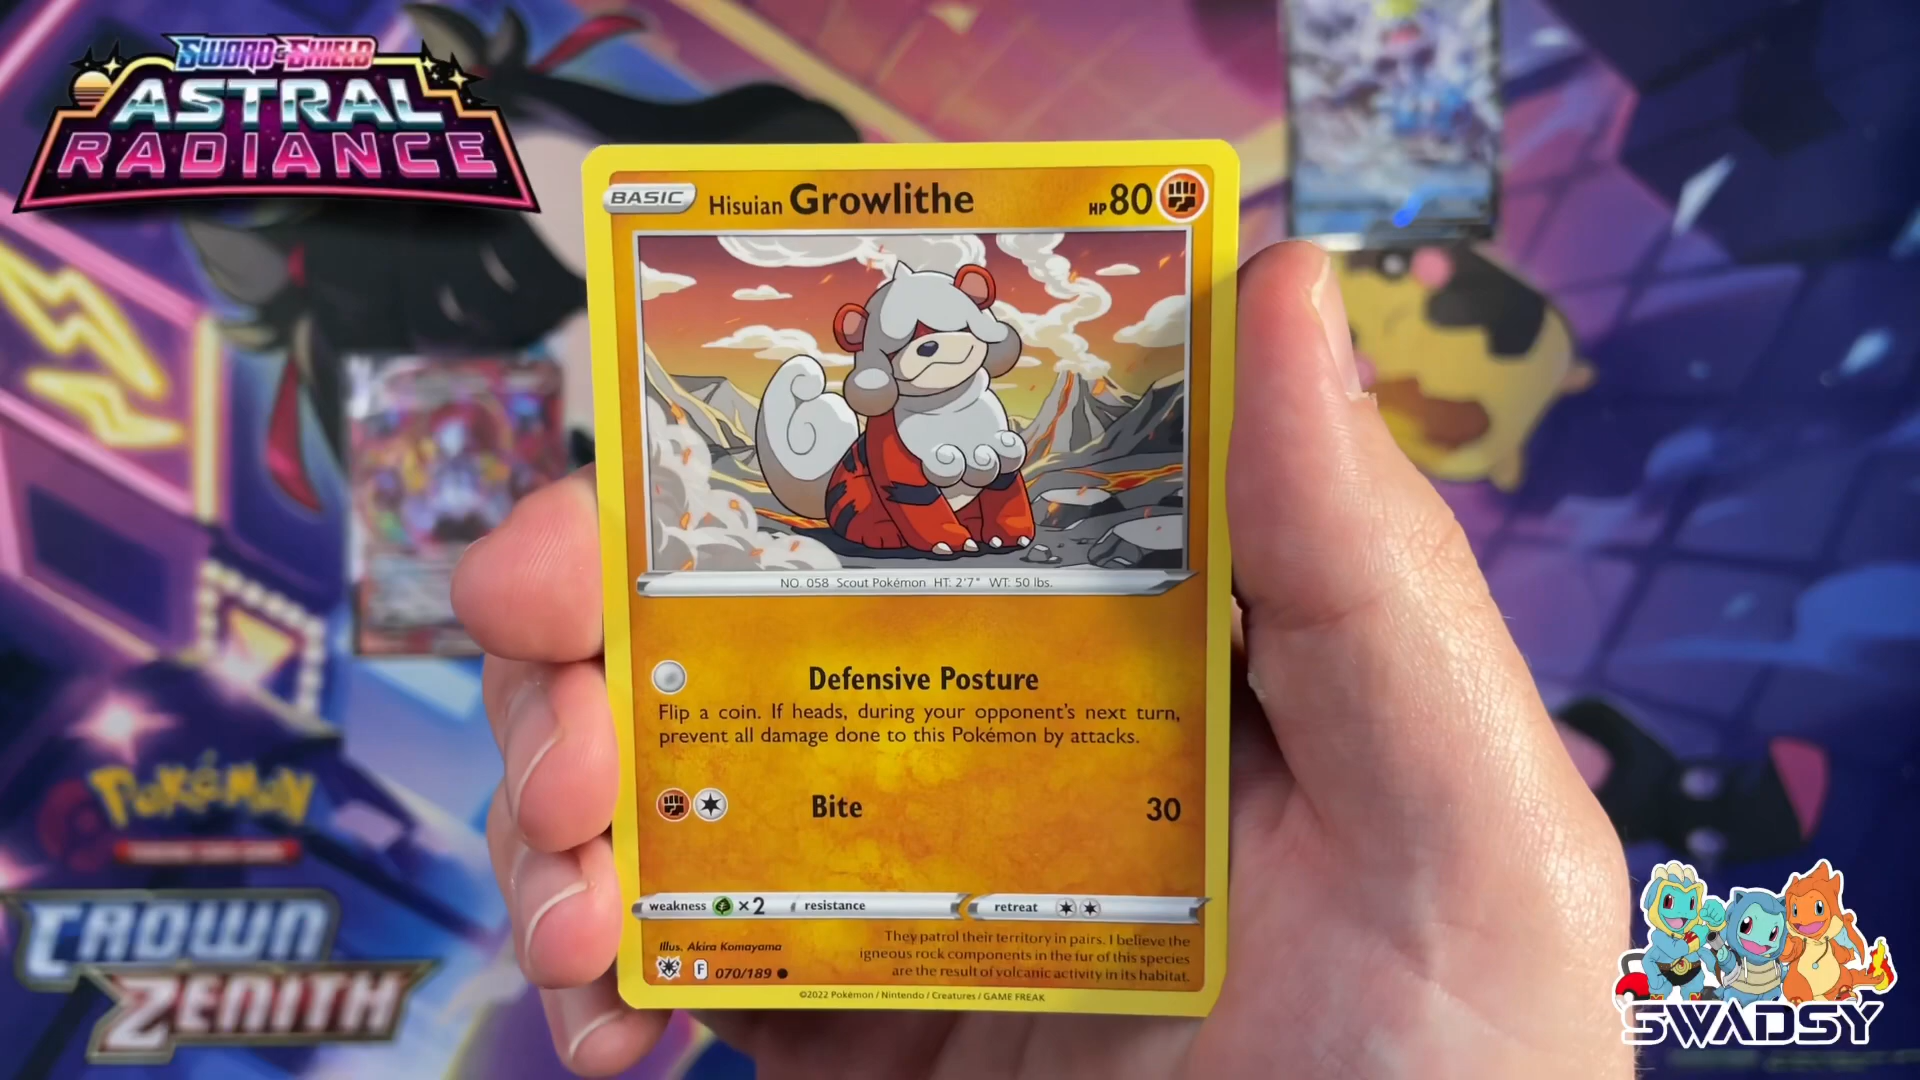 SWORD & SHIELD
ASTRAL
RADIANCE
BASIC Hisuian Growlithe HP 80
NO. 058 Scout Pokémon HT: 2'7" WT: 50 lbs.
Defensive Posture
Flip a coin. If heads, during your opponent's next turn,
prevent all damage done to this Pokémon by attacks.
Bite 30
weakness ×2 resistance retreat
Illus. Akira Komayama
They patrol their territory in pairs. I believe the
igneous rock components in the fur of this species
are the result of volcanic activity in its habitat.
F 070/189
©2022 Pokémon / Nintendo / Creatures / GAME FREAK
POKéMON
CROWN
ZENITH
SWADSY